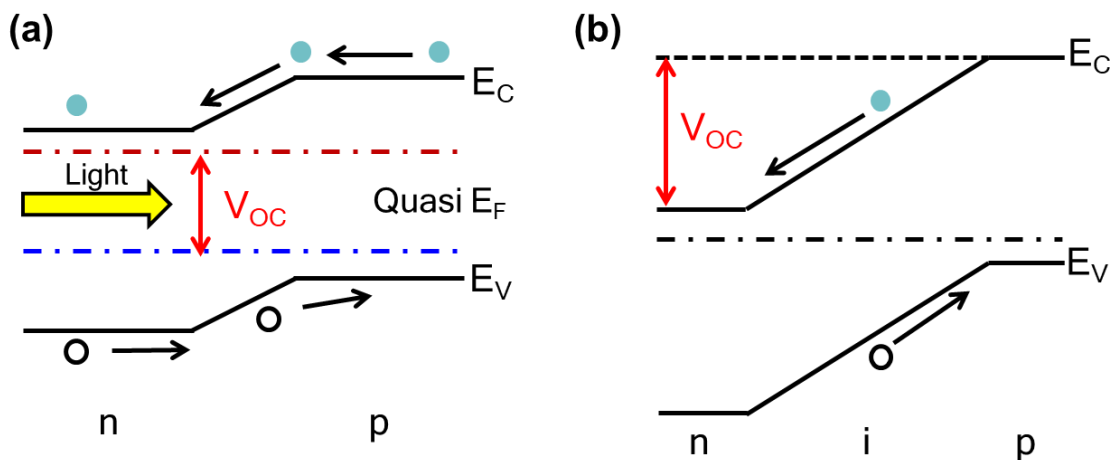 (a)
E_C
Light
V_OC
Quasi E_F
E_V
n
p
(b)
E_C
V_OC
E_V
n
i
p